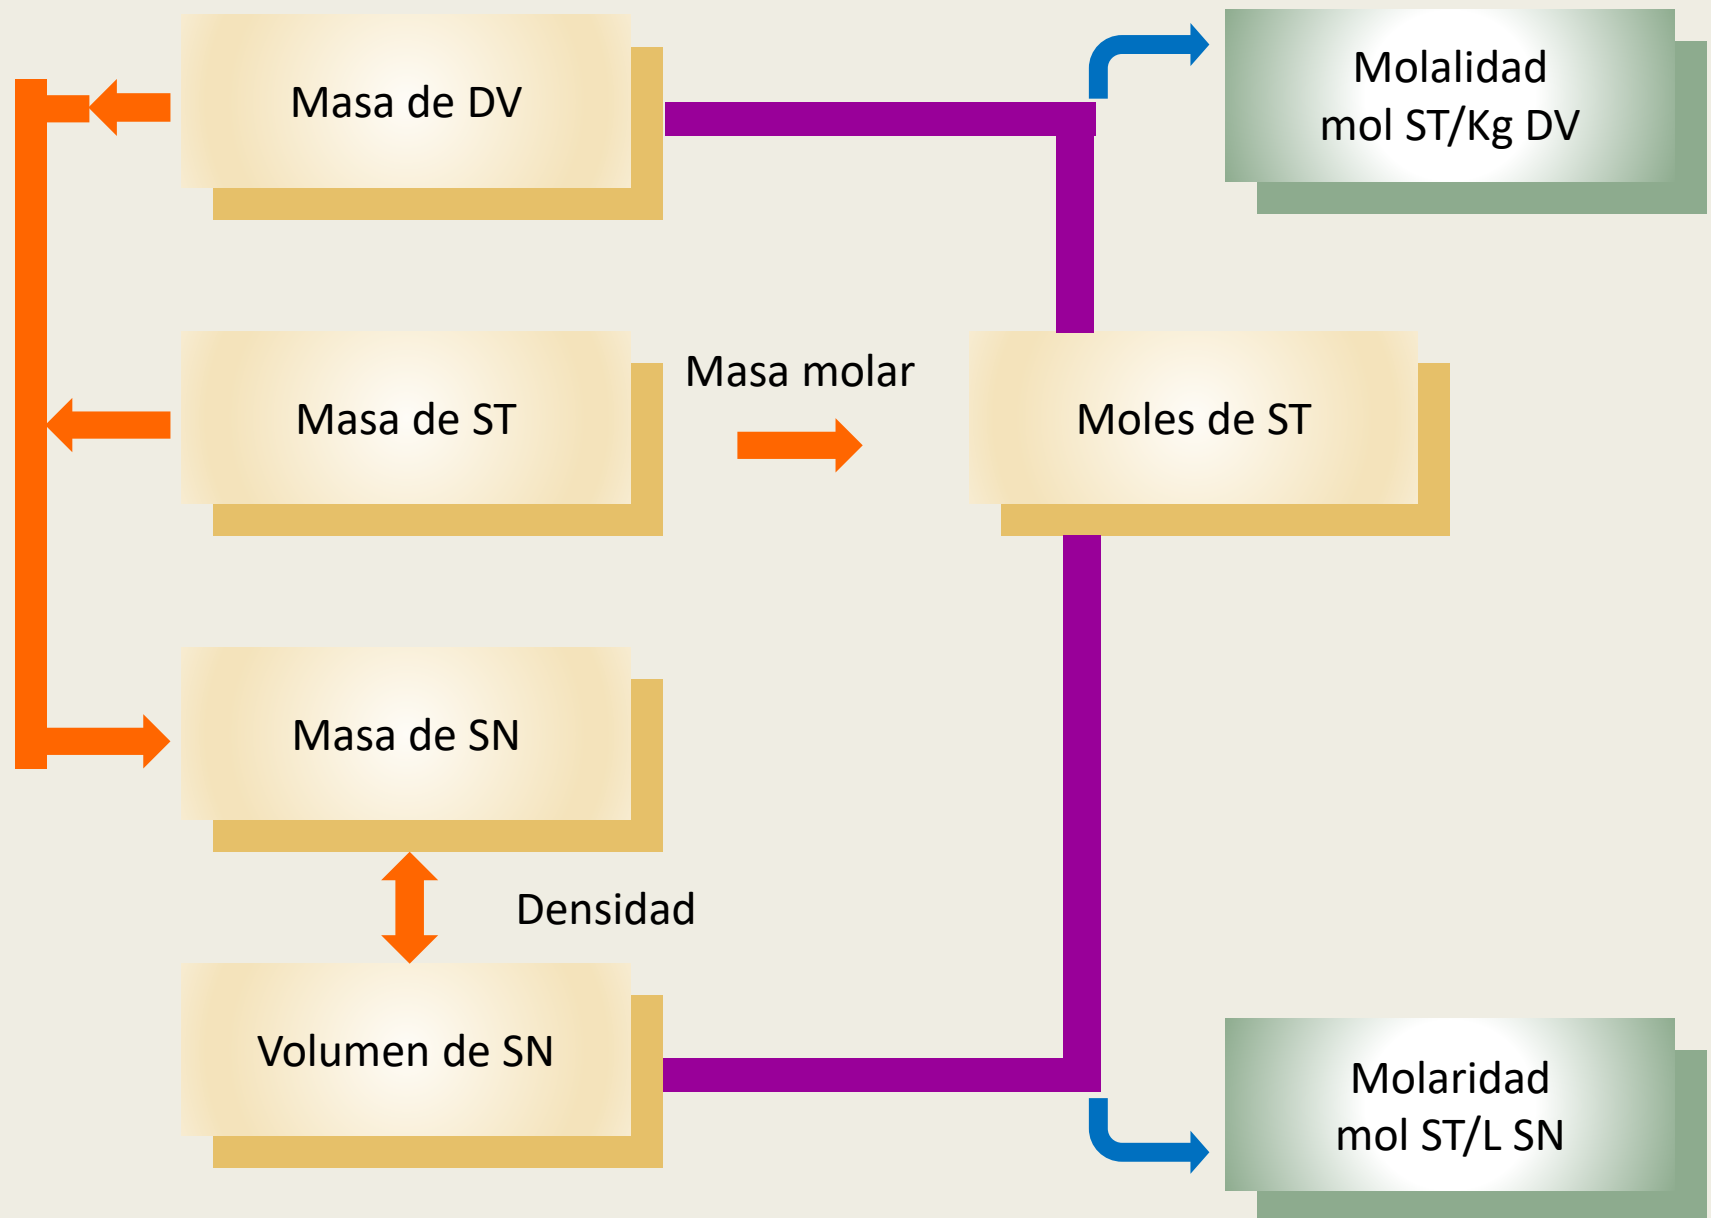 Masa de DV
Molalidad
mol ST/Kg DV
Masa de ST
Masa molar
Moles de ST
Masa de SN
Densidad
Volumen de SN
Molaridad
mol ST/L SN